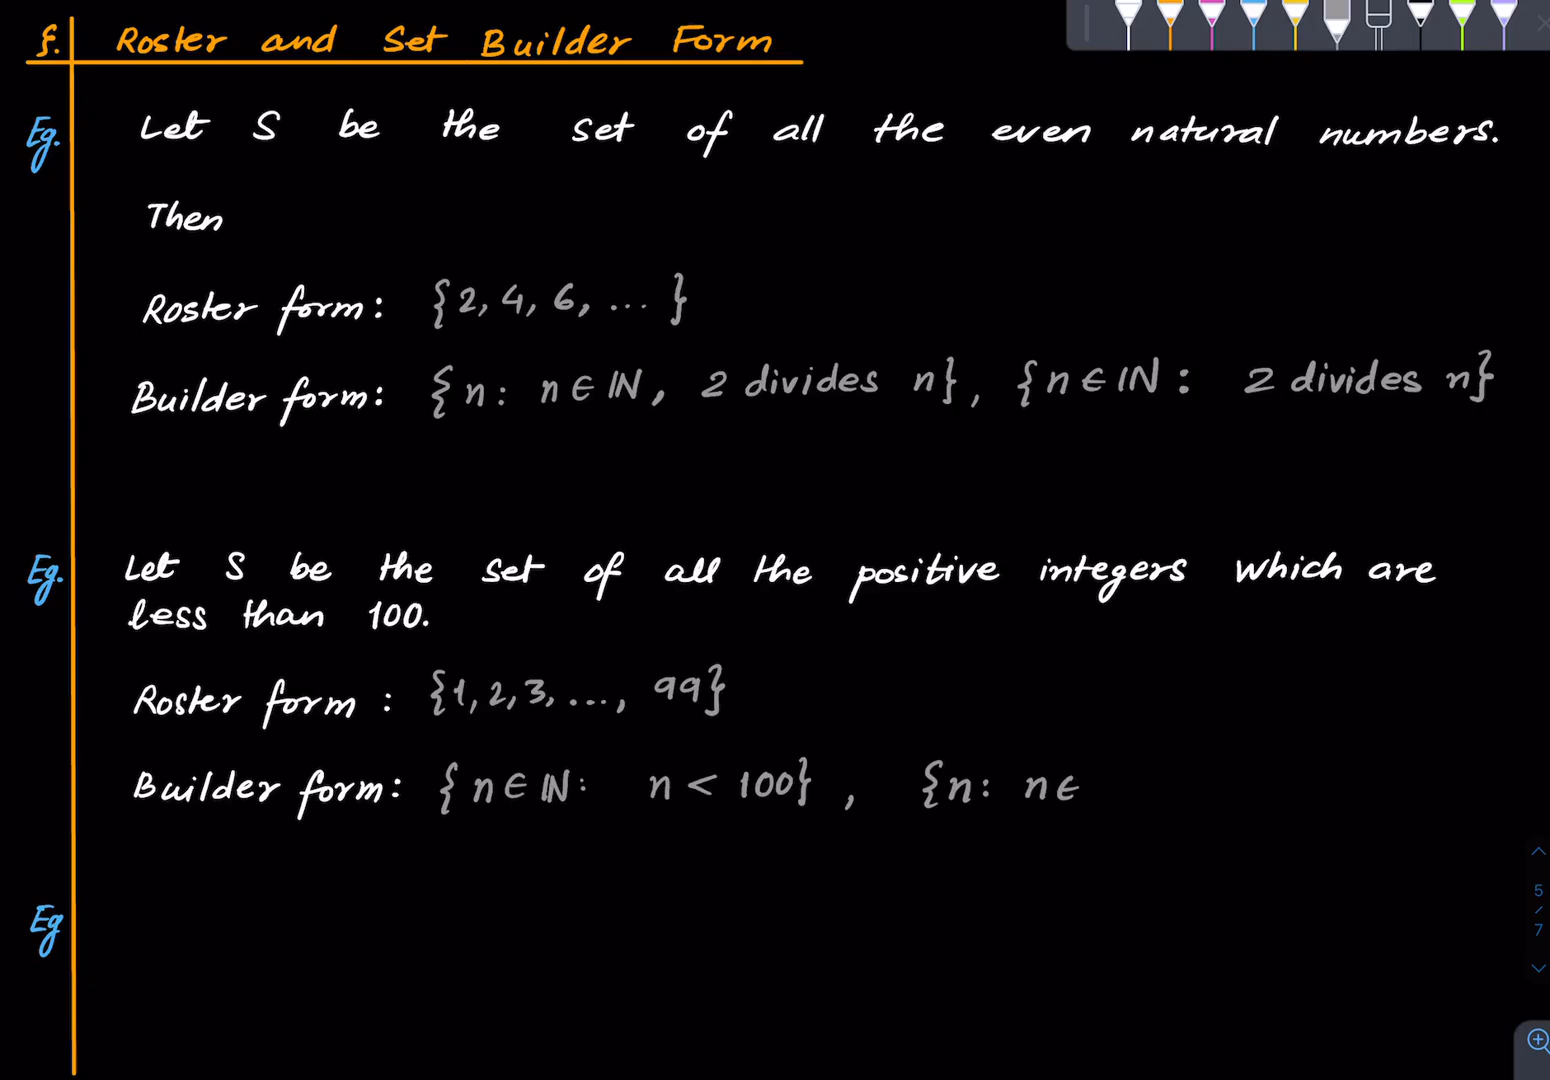 f. Roster and Set Builder Form
Eg. Let S be the set of all the even natural numbers.
Then
Roster form: {2, 4, 6, ... }
Builder form: {n: n ∈ ℕ, 2 divides n}, {n ∈ ℕ : 2 divides n}
Eg. Let S be the set of all the positive integers which are
less than 100.
Roster form : {1, 2, 3, ..., 99}
Builder form: {n ∈ ℕ: n < 100} , {n: n ∈
Eg
5
/
7